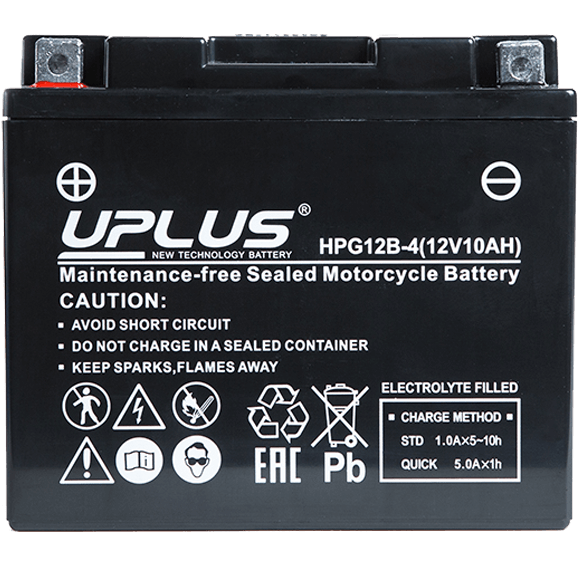 UPLUS®
NEW TECHNOLOGY BATTERY
HPG12B-4(12V10AH)
Maintenance-free Sealed Motorcycle Battery
CAUTION:
▪ AVOID SHORT CIRCUIT
▪ DO NOT CHARGE IN A SEALED CONTAINER
▪ KEEP SPARKS,FLAMES AWAY
ELECTROLYTE FILLED
▪ CHARGE METHOD ▪
STD 1.0A×5~10h
QUICK 5.0A×1h
EAC Pb